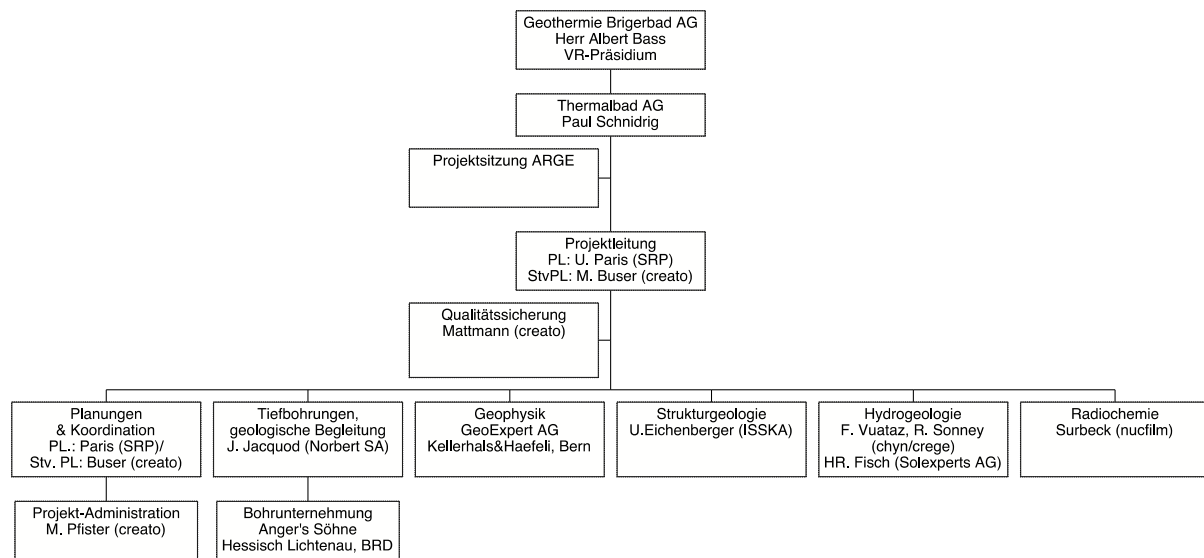 Geothermie Brigerbad AG
Herr Albert Bass
VR-Präsidium
Thermalbad AG
Paul Schnidrig
Projektsitzung ARGE
Projektleitung
PL: U. Paris (SRP)
StvPL: M. Buser (creato)
Qualitätssicherung
Mattmann (creato)
Planungen
& Koordination
PL.: Paris (SRP)/
Stv. PL: Buser (creato)
Tiefbohrungen,
geologische Begleitung
J. Jacquod (Norbert SA)
Geophysik
GeoExpert AG
Kellerhals&Haefeli, Bern
Strukturgeologie
U.Eichenberger (ISSKA)
Hydrogeologie
F. Vuataz, R. Sonney
(chyn/crege)
HR. Fisch (Solexperts AG)
Radiochemie
Surbeck (nucfilm)
Projekt-Administration
M. Pfister (creato)
Bohrunternehmung
Anger's Söhne
Hessisch Lichtenau, BRD